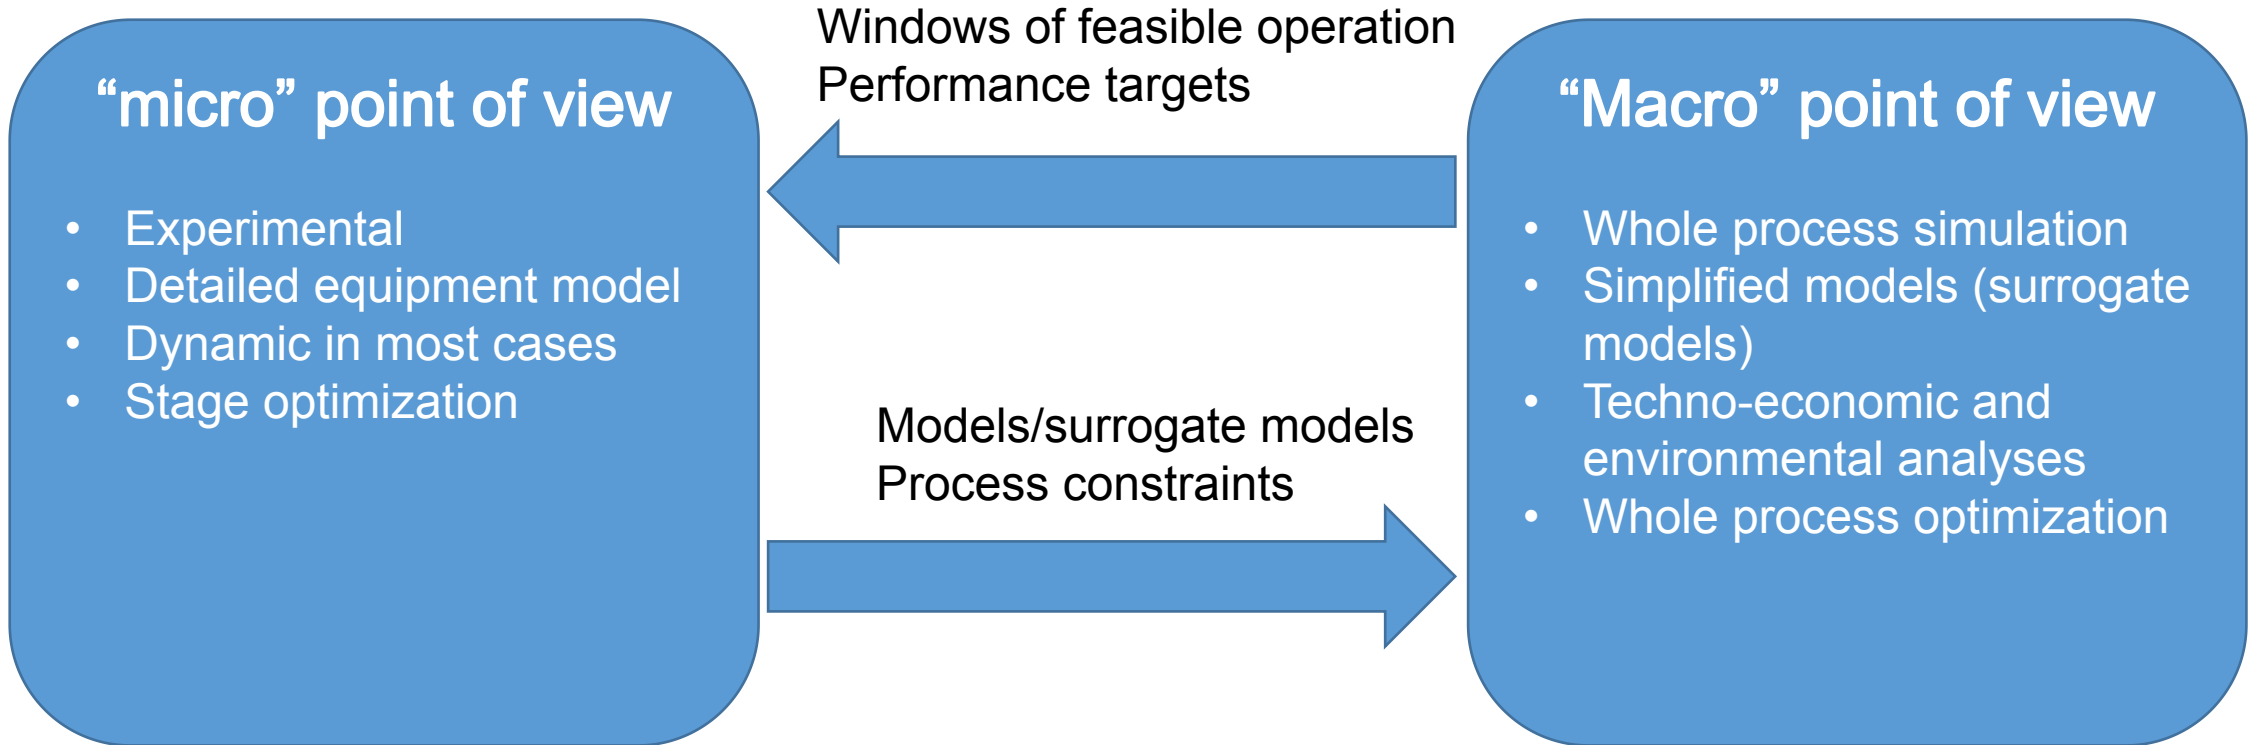 “micro” point of view
• Experimental
• Detailed equipment model
• Dynamic in most cases
• Stage optimization
Windows of feasible operation
Performance targets
Models/surrogate models
Process constraints
“Macro” point of view
• Whole process simulation
• Simplified models (surrogate
models)
• Techno-economic and
environmental analyses
• Whole process optimization